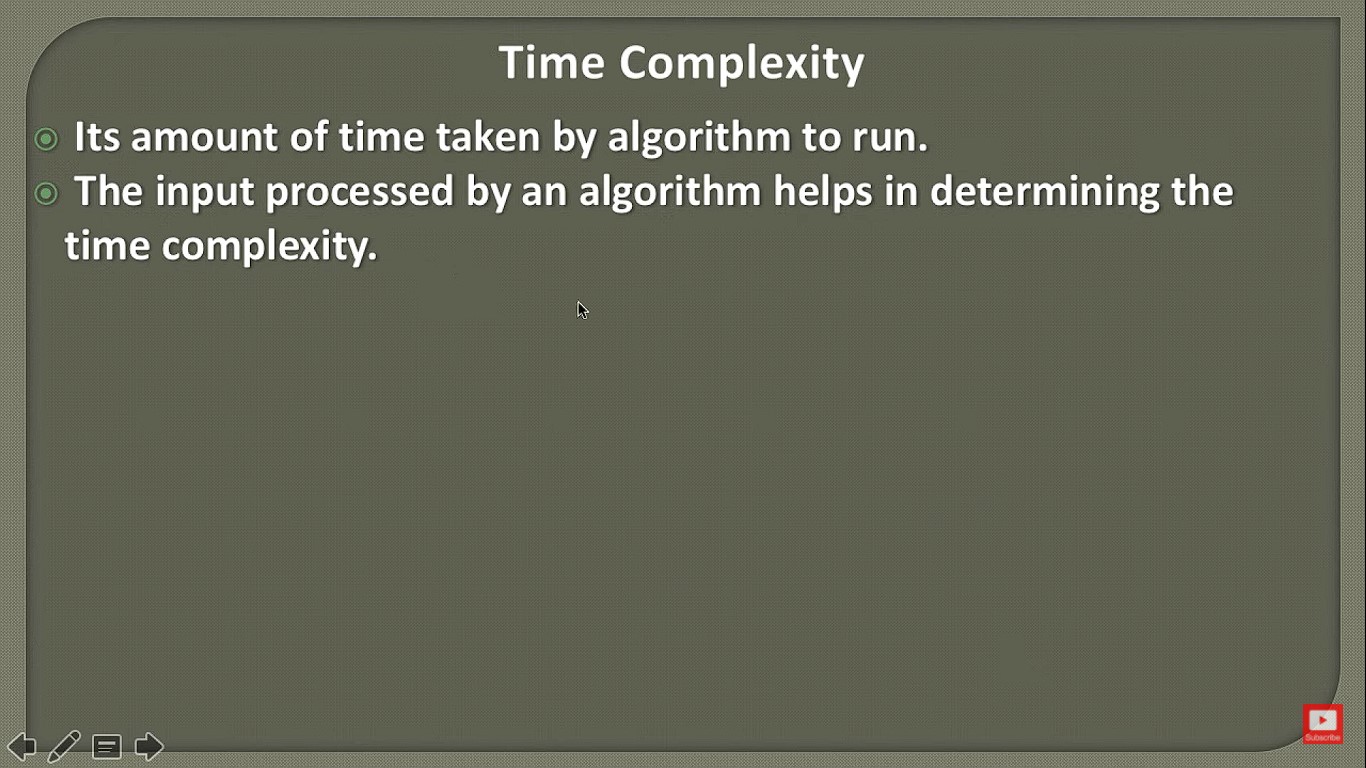 Time Complexity
Its amount of time taken by algorithm to run.
The input processed by an algorithm helps in determining the
time complexity.
Subscribe